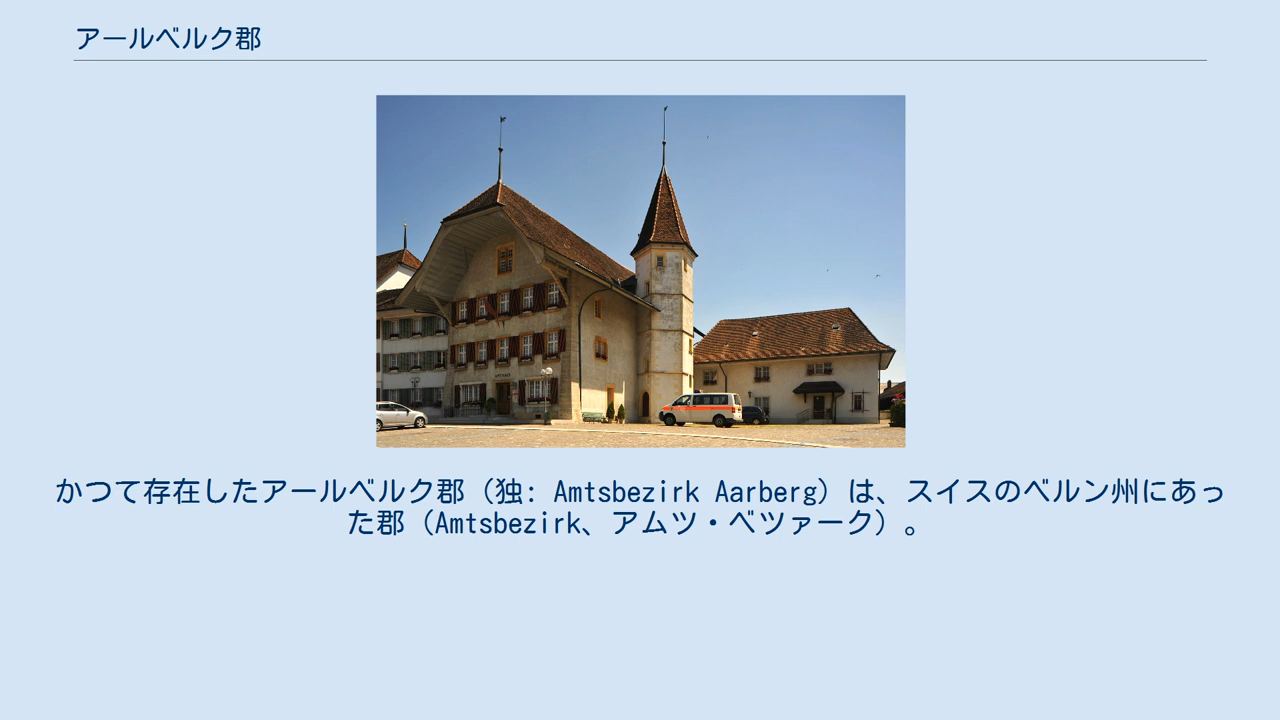 アールベルク郡
かつて存在したアールベルク郡（独: Amtsbezirk Aarberg）は、スイスのベルン州にあっ
た郡（Amtsbezirk、アムツ・ベツァーク）。